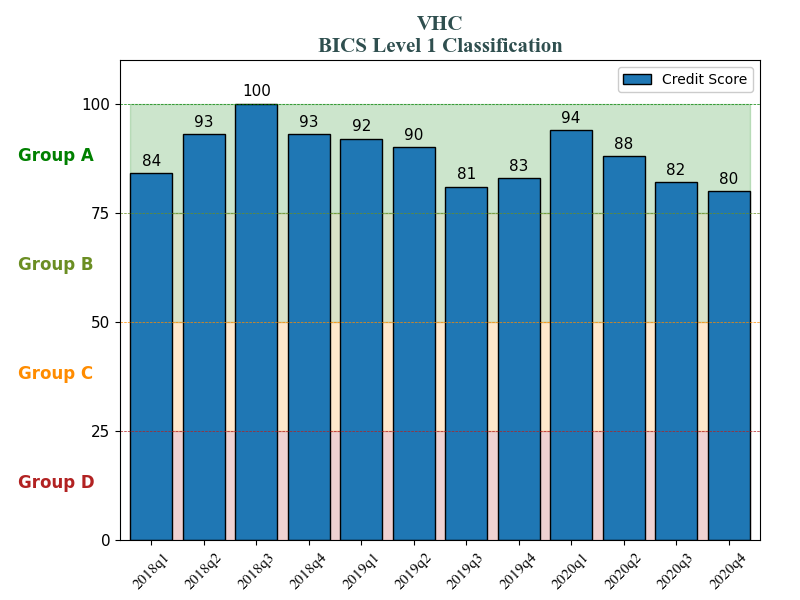 VHC
BICS Level 1 Classification
Credit Score
100
75
50
25
0
Group A
Group B
Group C
Group D
84
93
100
93
92
90
81
83
94
88
82
80
2018q1
2018q2
2018q3
2018q4
2019q1
2019q2
2019q3
2019q4
2020q1
2020q2
2020q3
2020q4